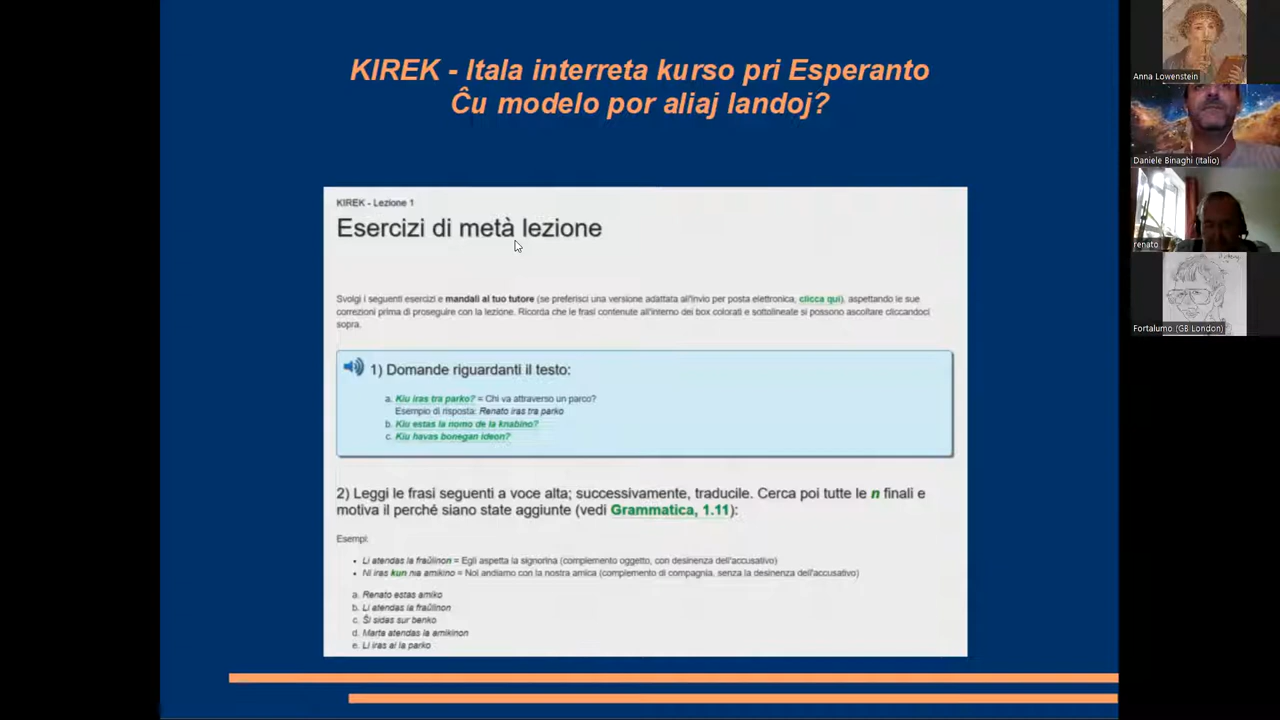 KIREK - Itala interreta kurso pri Esperanto
Ĉu modelo por aliaj landoj?
KIREK - Lezione 1
Esercizi di metà lezione
Svolgi i seguenti esercizi e mandali al tuo tutore (se preferisci una versione adattata all'invio per posta elettronica, clicca qui), aspettando le sue
correzioni prima di proseguire con la lezione. Ricorda che le frasi contenute all'interno dei box colorati e sottolineate si possono ascoltare cliccandoci
sopra.
1) Domande riguardanti il testo:
a. Kiu iras tra parko? = Chi va attraverso un parco?
Esempio di risposta: Renato iras tra parko
b. Kiu estas la nomo de la knabino?
c. Kiu havas bonegan ideon?
2) Leggi le frasi seguenti a voce alta; successivamente, traducile. Cerca poi tutte le n finali e
motiva il perché siano state aggiunte (vedi Grammatica, 1.11):
Esempi:
• Li atendas la fraŭlinon = Egli aspetta la signorina (complemento oggetto, con desinenza dell'accusativo)
• Ni iras kun nia amikino = Noi andiamo con la nostra amica (complemento di compagnia, senza la desinenza dell'accusativo)
a. Renato estas amiko
b. Li atendas la fraŭlinon
c. Ŝi sidas sur benko
d. Marta atendas la amikinon
e. Li iras al la parko
Anna Lowenstein
Daniele Binaghi (Italio)
renato
Fortalumo (GB London)